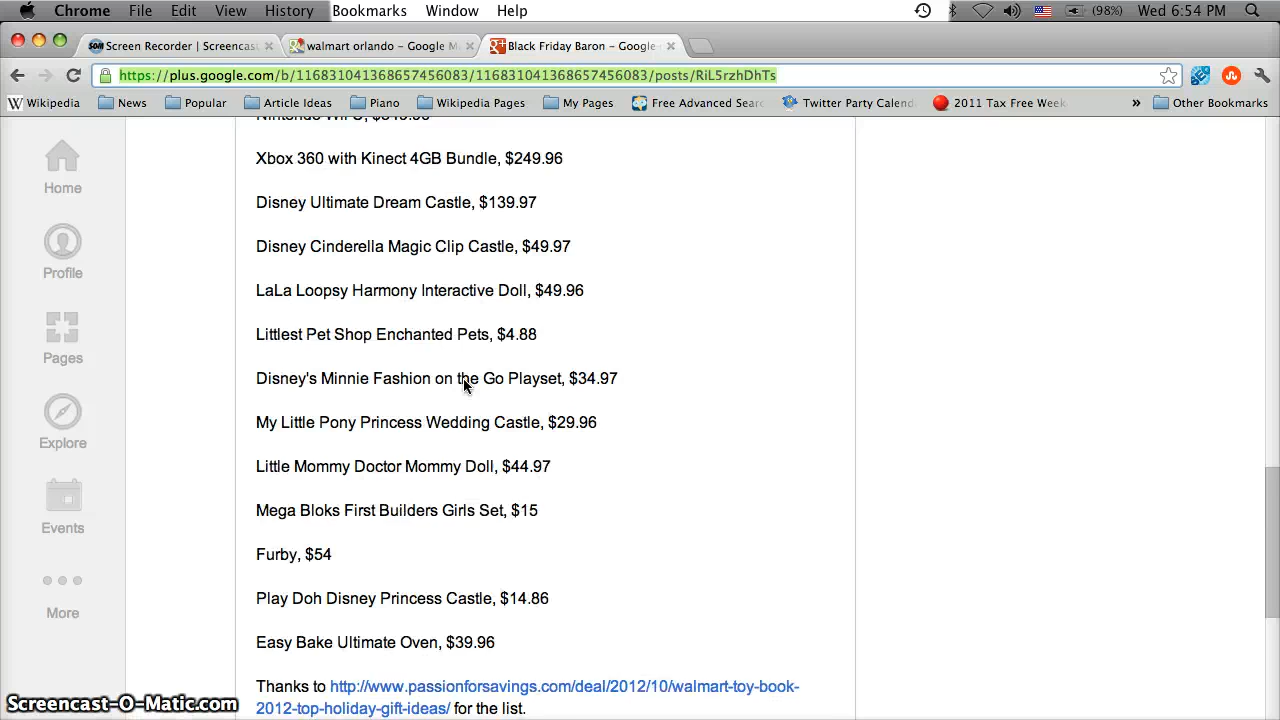 Chrome File Edit View History Bookmarks Window Help (98%) Wed 6:54 PM
Screen Recorder | Screencast walmart orlando – Google M Black Friday Baron – Google
https://plus.google.com/b/116831041368657456083/116831041368657456083/posts/RiL5rzhDhTs
Wikipedia News Popular Article Ideas Piano Wikipedia Pages My Pages Free Advanced Sear Twitter Party Calend 2011 Tax Free Week » Other Bookmarks
Xbox 360 with Kinect 4GB Bundle, $249.96
Home
Disney Ultimate Dream Castle, $139.97
Disney Cinderella Magic Clip Castle, $49.97
Profile
LaLa Loopsy Harmony Interactive Doll, $49.96
Littlest Pet Shop Enchanted Pets, $4.88
Pages
Disney's Minnie Fashion on the Go Playset, $34.97
My Little Pony Princess Wedding Castle, $29.96
Explore
Little Mommy Doctor Mommy Doll, $44.97
Mega Bloks First Builders Girls Set, $15
Events
Furby, $54
Play Doh Disney Princess Castle, $14.86
More
Easy Bake Ultimate Oven, $39.96
Thanks to http://www.passionforsavings.com/deal/2012/10/walmart-toy-book-
2012-top-holiday-gift-ideas/ for the list.
Screencast-O-Matic.com